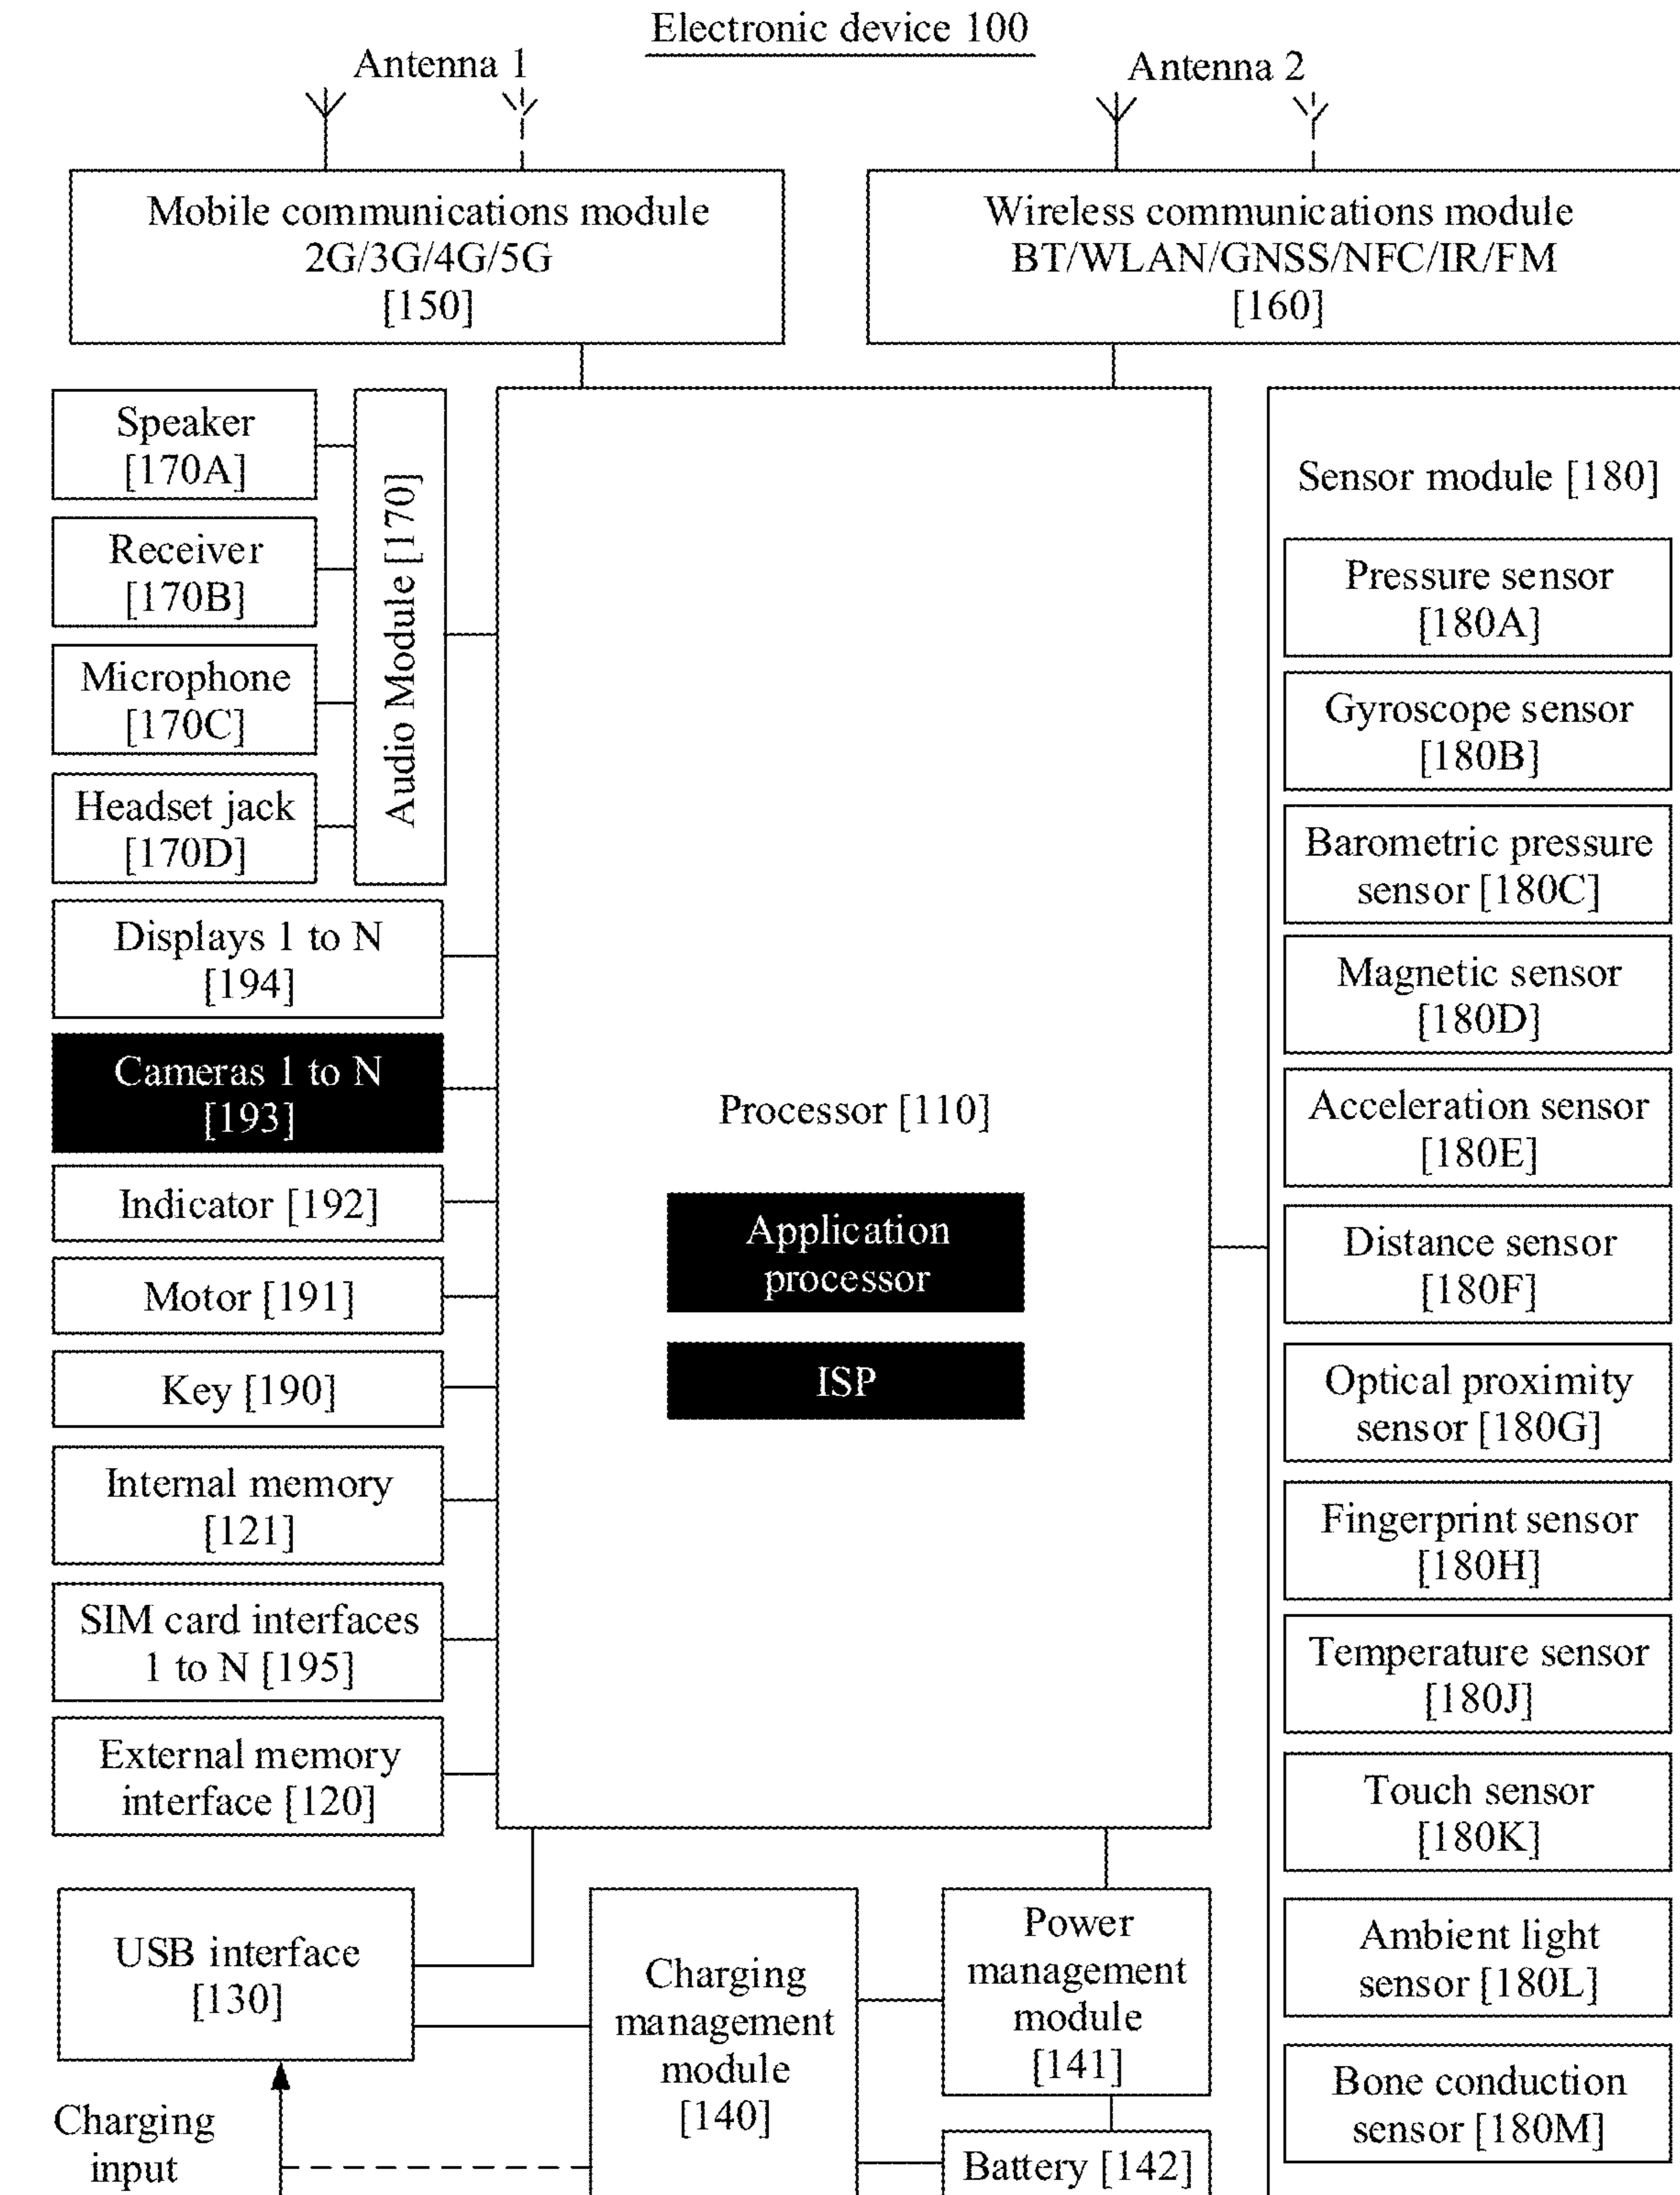 Electronic device 100
Antenna 1
Antenna 2
Mobile communications module
2G/3G/4G/5G
[150]
Wireless communications module
BT/WLAN/GNSS/NFC/IR/FM
[160]
Speaker
[170A]
Receiver
[170B]
Microphone
[170C]
Headset jack
[170D]
Audio Module [170]
Displays 1 to N
[194]
Cameras 1 to N
[193]
Indicator [192]
Motor [191]
Key [190]
Internal memory
[121]
SIM card interfaces
1 to N [195]
External memory
interface [120]
Processor [110]
Application
processor
ISP
Sensor module [180]
Pressure sensor
[180A]
Gyroscope sensor
[180B]
Barometric pressure
sensor [180C]
Magnetic sensor
[180D]
Acceleration sensor
[180E]
Distance sensor
[180F]
Optical proximity
sensor [180G]
Fingerprint sensor
[180H]
Temperature sensor
[180J]
Touch sensor
[180K]
Ambient light
sensor [180L]
Bone conduction
sensor [180M]
USB interface
[130]
Charging
input
Charging
management
module
[140]
Power
management
module
[141]
Battery [142]